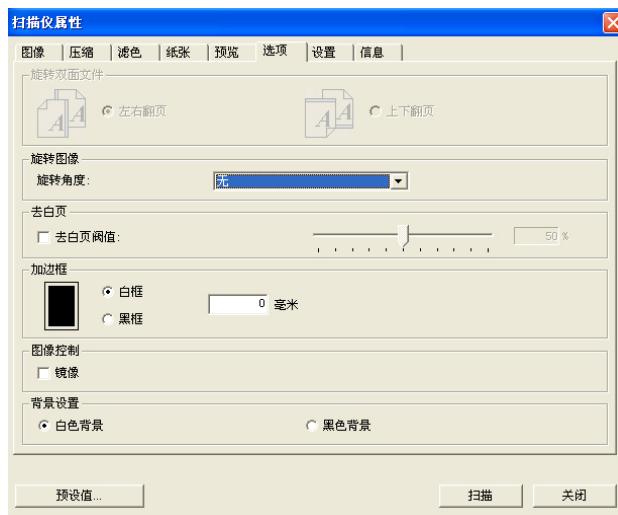 扫描仪属性
图像 压缩 滤色 纸张 预览 选项 设置 信息
旋转双面文件
A A 左右翻页 A A 上下翻页
旋转图像
旋转角度: 无
去白页
去白页阀值: 50 %
加边框
白框
0 毫米
黑框
图像控制
镜像
背景设置
白色背景 黑色背景
预设值... 扫描 关闭